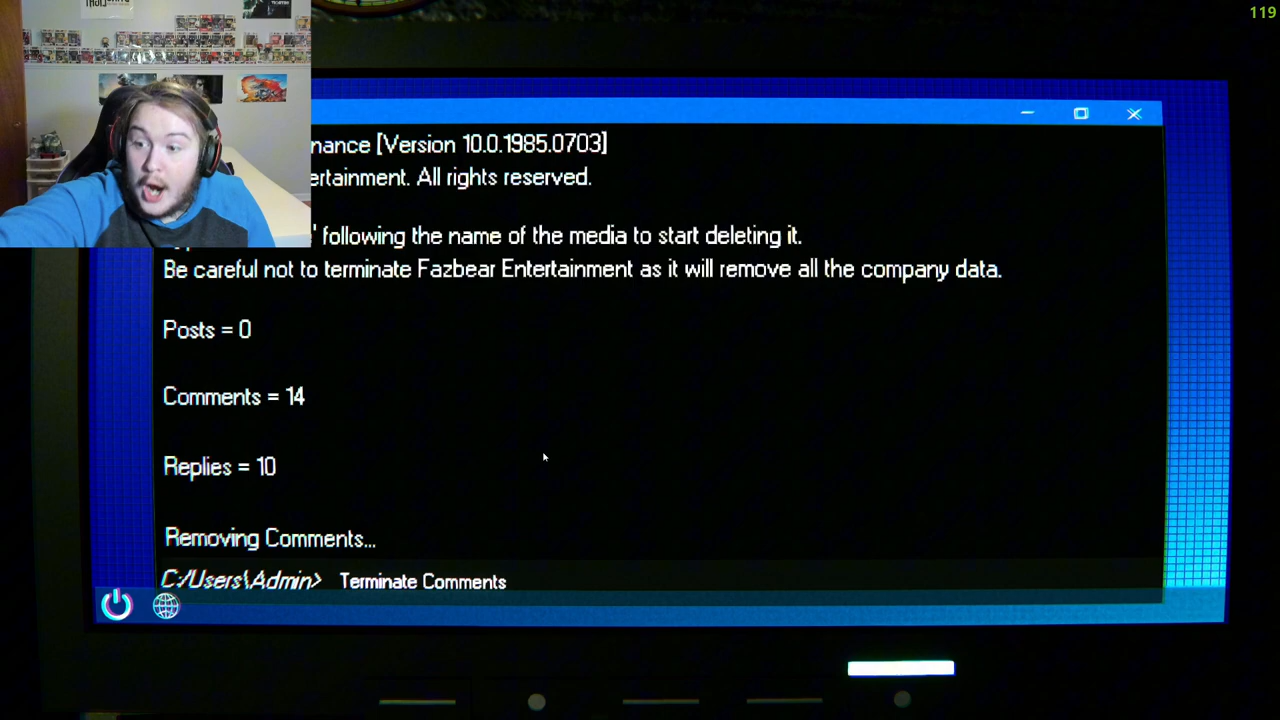 119
nance [Version 10.0.1985.0703]
ertainment. All rights reserved.
' following the name of the media to start deleting it.
Be careful not to terminate Fazbear Entertainment as it will remove all the company data.
Posts = 0
Comments = 14
Replies = 10
Removing Comments...
C:/Users\Admin> Terminate Comments